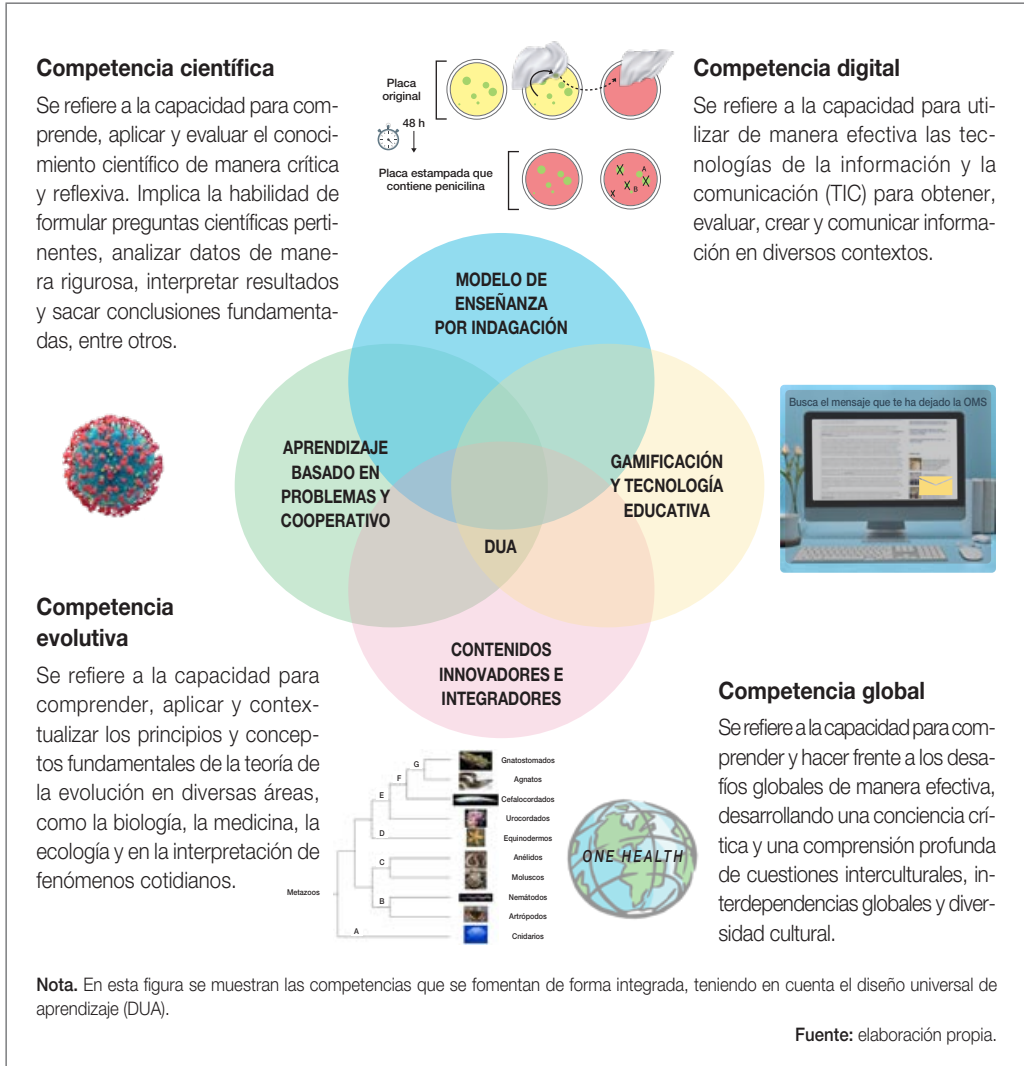 Competencia científica
Se refiere a la capacidad para com-
prende, aplicar y evaluar el conoci-
miento científico de manera crítica
y reflexiva. Implica la habilidad de
formular preguntas científicas perti-
nentes, analizar datos de mane-
ra rigurosa, interpretar resultados
y sacar conclusiones fundamenta-
das, entre otros.
Placa
original
48 h
Placa estampada que
contiene penicilina
X
A
X
X
X
B
Competencia digital
Se refiere a la capacidad para uti-
lizar de manera efectiva las tec-
nologías de la información y la
comunicación (TIC) para obtener,
evaluar, crear y comunicar informa-
ción en diversos contextos.
MODELO DE
ENSEÑANZA
POR INDAGACIÓN
APRENDIZAJE
BASADO EN
PROBLEMAS Y
COOPERATIVO
GAMIFICACIÓN
Y TECNOLOGÍA
EDUCATIVA
DUA
CONTENIDOS
INNOVADORES E
INTEGRADORES
Busca el mensaje que te ha dejado la OMS
Competencia
evolutiva
Se refiere a la capacidad para
comprender, aplicar y contex-
tualizar los principios y concep-
tos fundamentales de la teoría de
la evolución en diversas áreas,
como la biología, la medicina, la
ecología y en la interpretación de
fenómenos cotidianos.
G
F
E
D
C
B
A
Metazoos
Gnatostomados
Agnatos
Cefalocordados
Urocordados
Equinodermos
Anélidos
Moluscos
Nemátodos
Artrópodos
Cnidarios
ONE HEALTH
Competencia global
Se refiere a la capacidad para com-
prender y hacer frente a los desa-
fíos globales de manera efectiva,
desarrollando una conciencia crí-
tica y una comprensión profunda
de cuestiones interculturales, in-
terdependencias globales y diver-
sidad cultural.
Nota. En esta figura se muestran las competencias que se fomentan de forma integrada, teniendo en cuenta el diseño universal de
aprendizaje (DUA).
Fuente: elaboración propia.